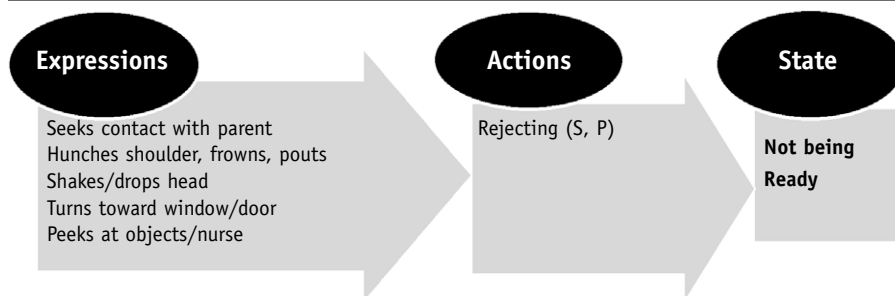 Expressions
Seeks contact with parent
Hunches shoulder, frowns, pouts
Shakes/drops head
Turns toward window/door
Peeks at objects/nurse
Actions
Rejecting (S, P)
State
Not being
Ready